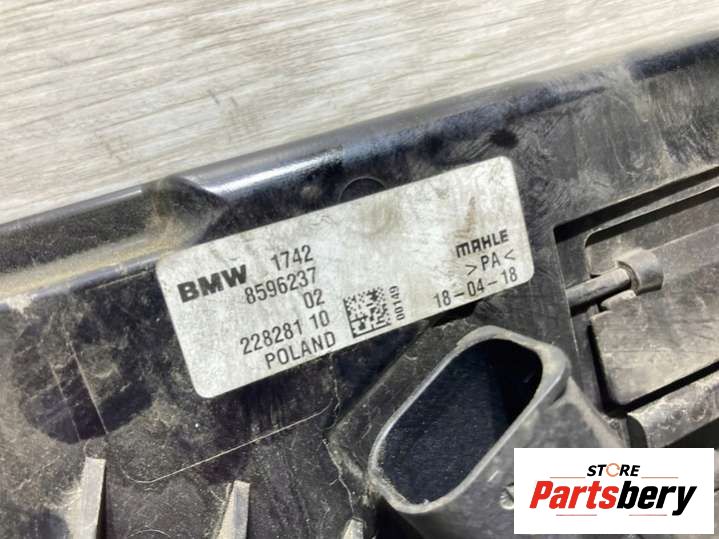 BMW 1742
8596237
02
228281 10
POLAND
00149
MAHLE
>PA<
18-04-18
STORE
Partsbery